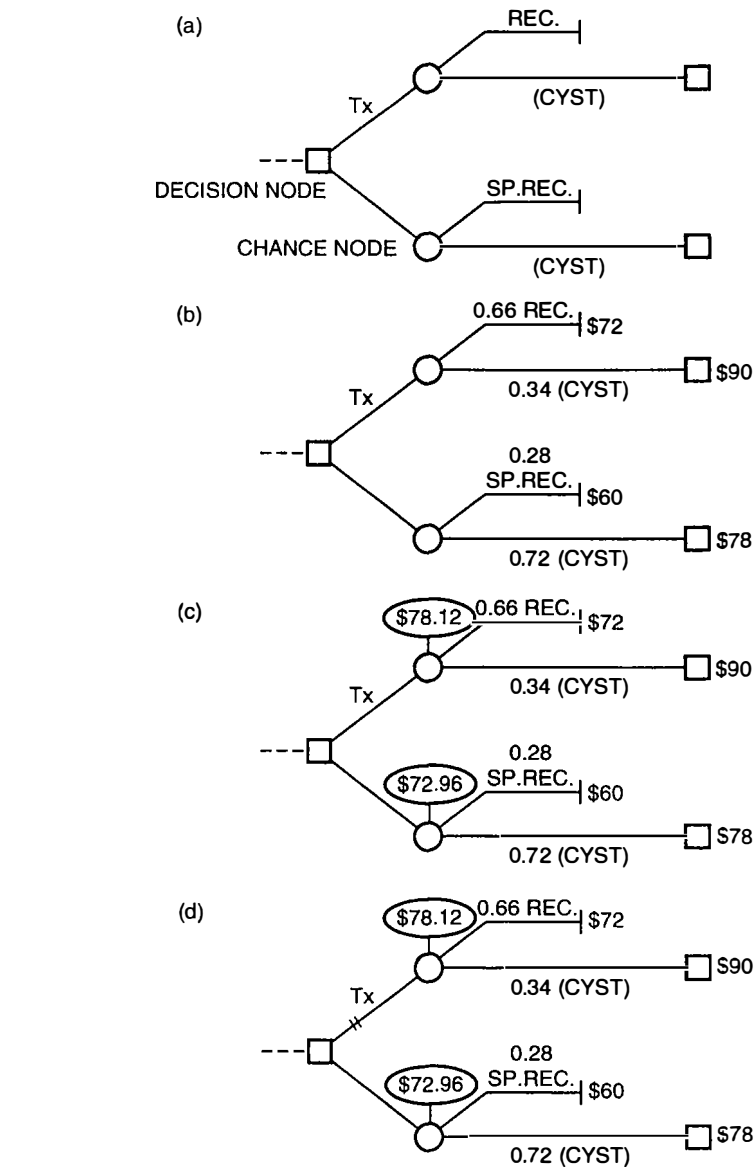 (a)
REC.
(CYST)
Tx
DECISION NODE
SP.REC.
CHANCE NODE
(CYST)
(b)
0.66 REC. $72
$90
0.34 (CYST)
Tx
0.28
SP.REC. $60
$78
0.72 (CYST)
(c)
$78.12 0.66 REC. $72
$90
0.34 (CYST)
Tx
0.28
$72.96 SP.REC. $60
$78
0.72 (CYST)
(d)
$78.12 0.66 REC. $72
$90
0.34 (CYST)
Tx
0.28
$72.96 SP.REC. $60
$78
0.72 (CYST)